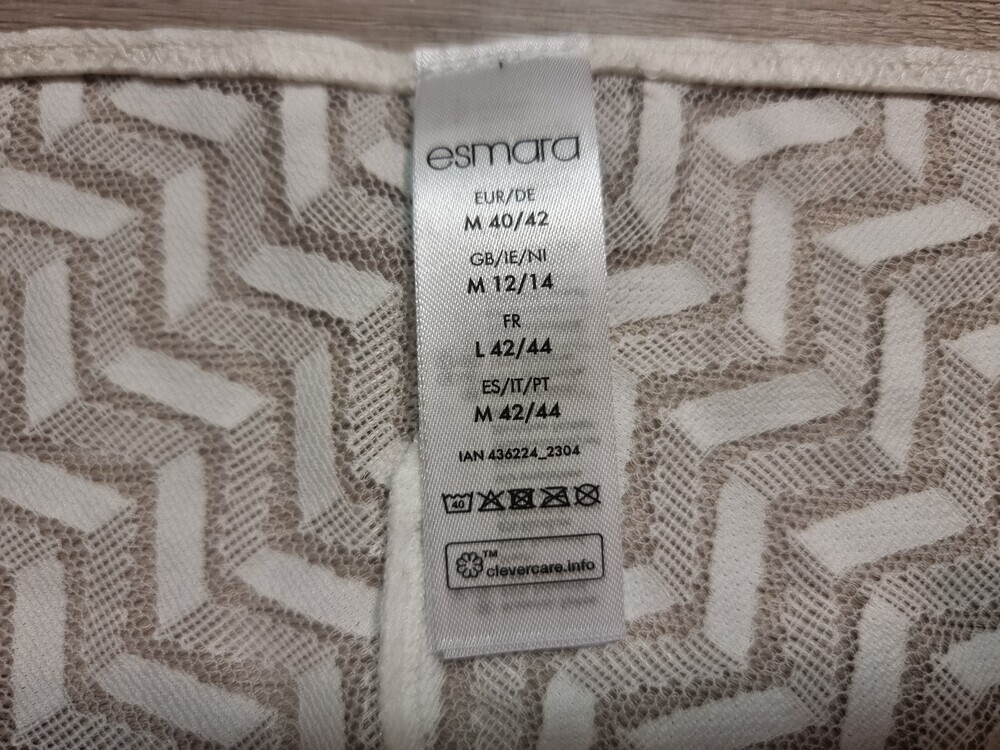 esmara
EUR/DE
M 40/42
GB/IE/NI
M 12/14
FR
L 42/44
ES/IT/PT
M 42/44
IAN 436224_2304
40
™
clevercare.info